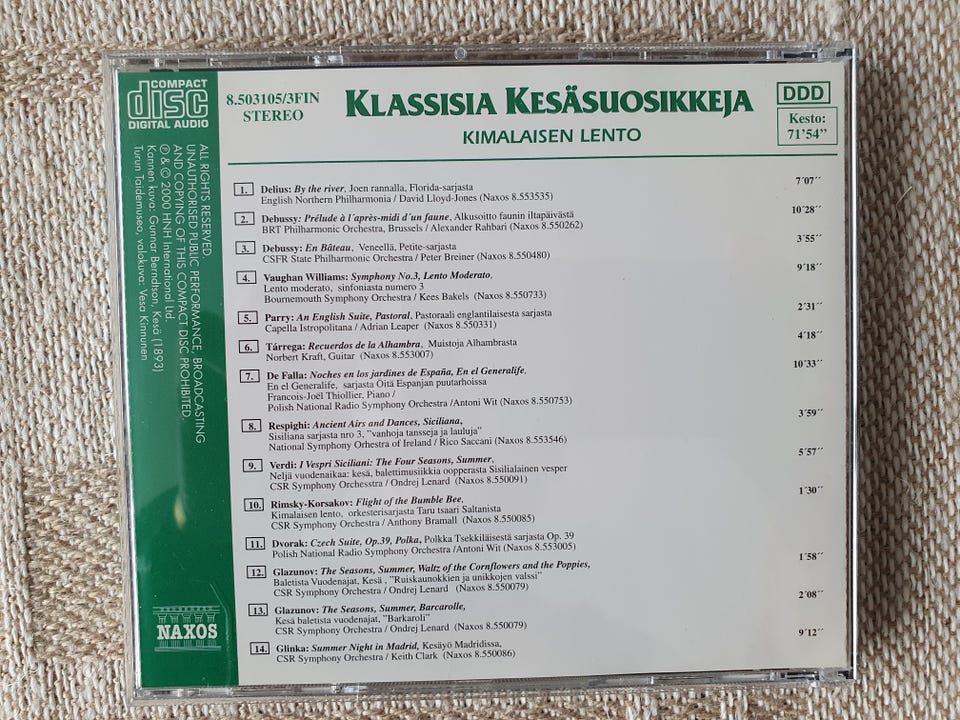 COMPACT
disc
DIGITAL AUDIO
8.503105/3FIN
STEREO
KLASSISIA KESÄSUOSIKKEJA
KIMALAISEN LENTO
DDD
Kesto:
71'54"
1. Delius: By the river, Joen rannalla, Florida-sarjasta 7´07´´
English Northern Philharmonia / David Lloyd-Jones (Naxos 8.553535)
2. Debussy: Prélude à l´après-midi d´un faune, Alkusoitto faunin iltapäivästä 10´28´´
BRT Philharmonic Orchestra, Brussels / Alexander Rahbari (Naxos 8.550262)
3. Debussy: En Bâteau, Veneellä, Petite-sarjasta 3´55´´
CSFR State Philharmonic Orchestra / Peter Breiner (Naxos 8.550480)
4. Vaughan Williams: Symphony No.3, Lento Moderato, 9´18´´
Lento moderato, sinfoniasta numero 3
Bournemouth Symphony Orchestra / Kees Bakels (Naxos 8.550733)
5. Parry: An English Suite, Pastoral, Pastoraali englantilaisesta sarjasta 2´31´´
Capella Istropolitana / Adrian Leaper (Naxos 8.550331)
6. Tárrega: Recuerdos de la Alhambra, Muistoja Alhambrasta 4´18´´
Norbert Kraft, Guitar (Naxos 8.553007)
7. De Falla: Noches en los jardines de España, En el Generalife, 10´33´´
En el Generalife, sarjasta Öitä Espanjan puutarhoissa
Francois-Joël Thiollier, Piano /
Polish National Radio Symphony Orchestra /Antoni Wit (Naxos 8.550753)
8. Respighi: Ancient Airs and Dances, Siciliana, 3´59´´
Sisiliana sarjasta nro 3, "vanhoja tansseja ja lauluja"
National Symphony Orhestra of Ireland / Rico Saccani (Naxos 8.553546)
9. Verdi: I Vespri Siciliani: The Four Seasons, Summer, 5´57´´
Neljä vuodenaikaa: kesä, balettimusiikkia oopperasta Sisilialainen vesper
CSR Symphony Orchesstra / Ondrej Lenard (Naxos 8.550091)
10. Rimsky-Korsakov: Flight of the Bumble Bee, 1´30´´
Kimalaisen lento, orkesterisarjasta Taru tsaari Saltanista
CSR Symphony Orchestra / Anthony Bramall (Naxos 8.550085)
11. Dvorak: Czech Suite, Op.39, Polka, Polkka Tsekkiläisestä sarjasta Op. 39
Polish National Radio Symphony Orchestra /Antoni Wit (Naxos 8.553005)
12. Glazunov: The Seasons, Summer, Waltz of the Cornflowers and the Poppies, 1´58´´
Baletista Vuodenajat, Kesä , "Ruiskaunokkien ja unikkojen valssi"
CSR Symphony Orchestra / Ondrej Lenard (Naxos 8.550079)
13. Glazunov: The Seasons, Summer, Barcarolle, 2´08´´
Kesä baletista vuodenajat, "Barkaroli"
CSR Symphony Orchestra / Ondrej Lenard (Naxos 8.550079)
14. Glinka: Summer Night in Madrid, Kesäyö Madridissa, 9´12´´
CSR Symphony Orchestra / Keith Clark (Naxos 8.550086)
ALL RIGHTS RESERVED.
UNAUTHORISED PUBLIC PERFORMANCE, BROADCASTING
AND COPYING OF THIS COMPACT DISC PROHIBITED.
℗ & © 2000 HNH International Ltd.
Kannen kuva: Gunnar Berndtson, Kesä (1893)
Turun Taidemuseo, valokuva: Vesa Kinnunen
NAXOS